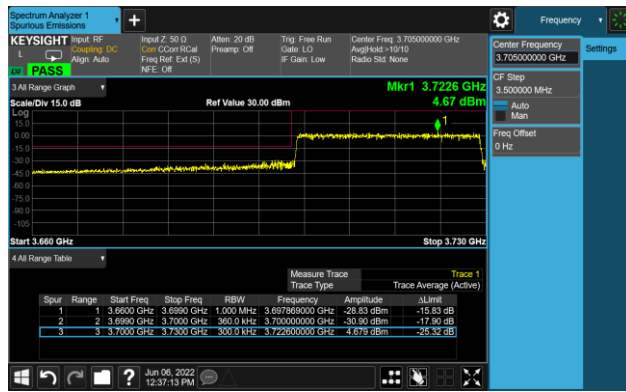 Spectrum Analyzer 1
Spurious Emissions
Frequency
KEYSIGHT Input: RF
L
Coupling: DC
Align: Auto
Input Z: 50 Ω
Corr CCorr RCal
Freq Ref: Ext (S)
NFE: Off
Atten: 20 dB
Preamp: Off
Trig: Free Run
Gate: LO
IF Gain: Low
Center Freq: 3.705000000 GHz
Avg|Hold:>10/10
Radio Std: None
PASS
Center Frequency
3.705000000 GHz
Settings
CF Step
3.500000 MHz
Auto
Man
Freq Offset
0 Hz
3 All Range Graph
Mkr1 3.7226 GHz
Scale/Div 15.0 dB
Ref Value 30.00 dBm
4.67 dBm
Log
15.0
0.00
-15.0
-30.0
-45.0
-60.0
-75.0
-90.0
-105
1
Start 3.660 GHz
Stop 3.730 GHz
4 All Range Table
Measure Trace Trace 1
Trace Type Trace Average (Active)
Spur Range Start Freq Stop Freq RBW Frequency Amplitude ΔLimit
1 1 3.6600 GHz 3.6990 GHz 1.000 MHz 3.697869000 GHz -28.83 dBm -15.83 dB
2 2 3.6990 GHz 3.7000 GHz 360.0 kHz 3.700000000 GHz -30.90 dBm -17.90 dB
3 3 3.7000 GHz 3.7300 GHz 300.0 kHz 3.722600000 GHz 4.679 dBm -25.32 dB
Jun 06, 2022
12:37:13 PM